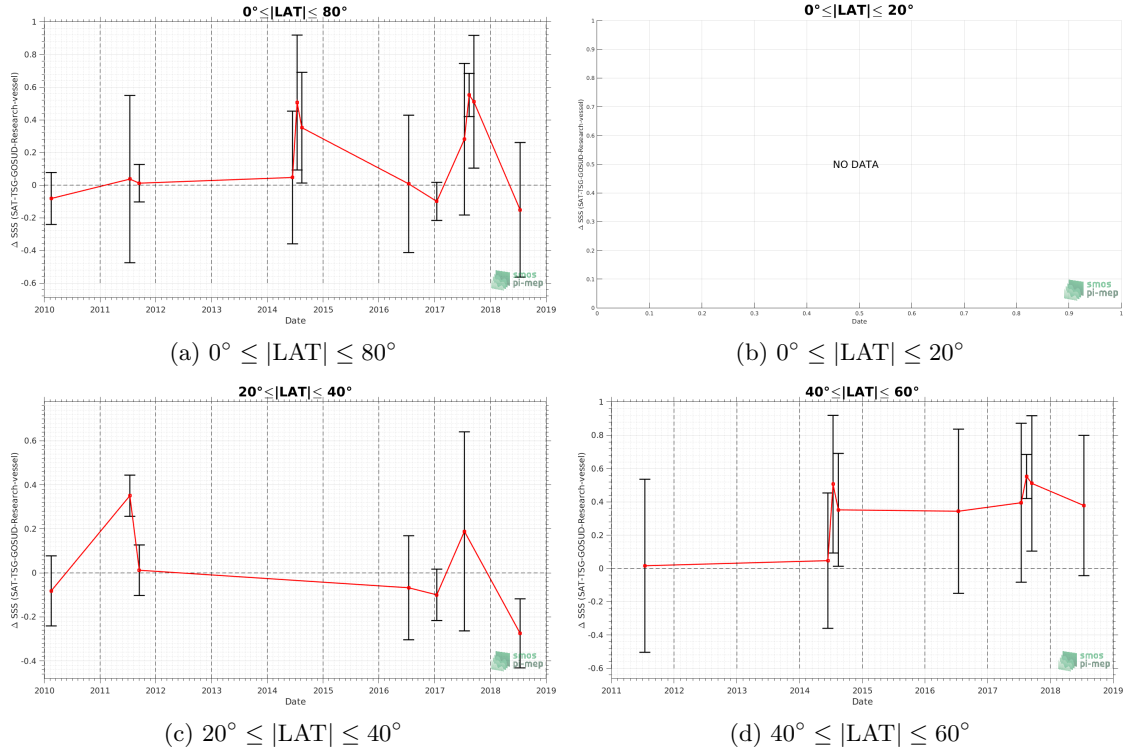 0°≤|LAT|≤ 80°
1
0.8
0.6
0.4
0.2
0
-0.2
-0.4
-0.6
Δ SSS (SAT-TSG-GOSUD-Research-vessel)
2010 2011 2012 2013 2014 2015 2016 2017 2018 2019
Date
smos
pi-mep
(a) 0° ≤ |LAT| ≤ 80°
0°≤|LAT|≤ 20°
1
0.9
0.8
0.7
0.6
0.5
0.4
0.3
0.2
0.1
0
Δ SSS (SAT-TSG-GOSUD-Research-vessel)
NO DATA
0 0.1 0.2 0.3 0.4 0.5 0.6 0.7 0.8 0.9 1
Date
smos
pi-mep
(b) 0° ≤ |LAT| ≤ 20°
20°≤|LAT|≤ 40°
0.6
0.4
0.2
0
-0.2
-0.4
Δ SSS (SAT-TSG-GOSUD-Research-vessel)
2010 2011 2012 2013 2014 2015 2016 2017 2018 2019
Date
smos
pi-mep
(c) 20° ≤ |LAT| ≤ 40°
40°≤|LAT|≤ 60°
1
0.8
0.6
0.4
0.2
0
-0.2
-0.4
-0.6
Δ SSS (SAT-TSG-GOSUD-Research-vessel)
2011 2012 2013 2014 2015 2016 2017 2018 2019
Date
smos
pi-mep
(d) 40° ≤ |LAT| ≤ 60°